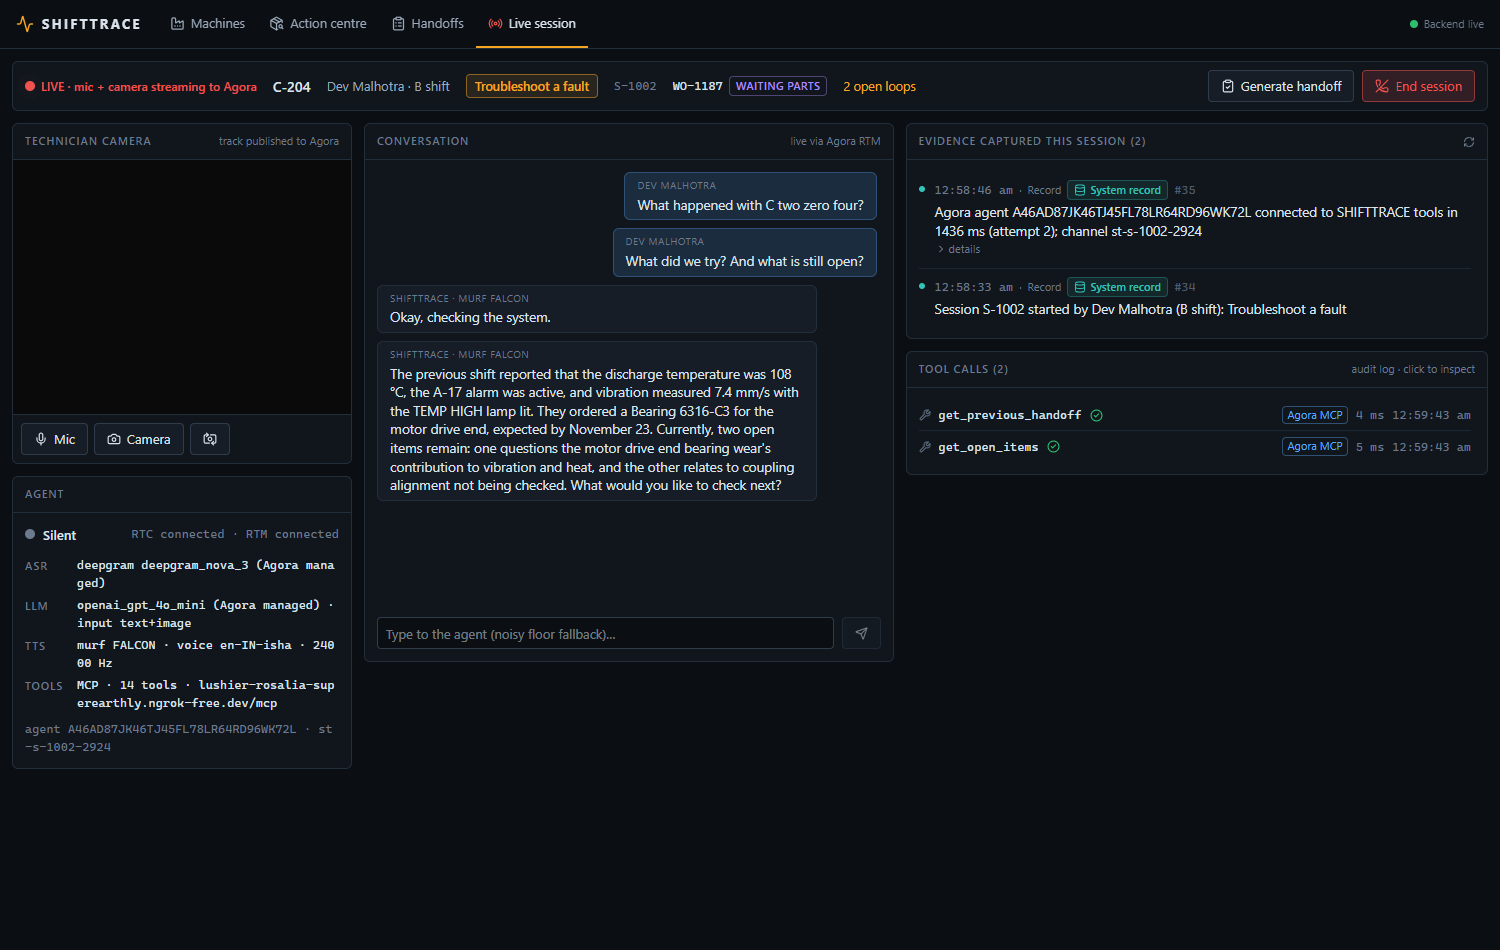 SHIFTTRACE Machines Action centre Handoffs Live session Backend live
LIVE · mic + camera streaming to Agora C-204 Dev Malhotra · B shift Troubleshoot a fault S-1002 WO-1187 WAITING PARTS 2 open loops Generate handoff End session
TECHNICIAN CAMERA track published to Agora
Mic Camera
AGENT
Silent RTC connected · RTM connected
ASR deepgram deepgram_nova_3 (Agora mana
ged)
LLM openai_gpt_4o_mini (Agora managed) ·
input text+image
TTS murf FALCON · voice en-IN-isha · 240
00 Hz
TOOLS MCP · 14 tools · lushier-rosalia-sup
erearthly.ngrok-free.dev/mcp
agent A46AD87JK46TJ45FL78LR64RD96WK72L · st
-s-1002-2924
CONVERSATION live via Agora RTM
DEV MALHOTRA
What happened with C two zero four?
DEV MALHOTRA
What did we try? And what is still open?
SHIFTTRACE · MURF FALCON
Okay, checking the system.
SHIFTTRACE · MURF FALCON
The previous shift reported that the discharge temperature was 108
°C, the A-17 alarm was active, and vibration measured 7.4 mm/s with
the TEMP HIGH lamp lit. They ordered a Bearing 6316-C3 for the
motor drive end, expected by November 23. Currently, two open
items remain: one questions the motor drive end bearing wear's
contribution to vibration and heat, and the other relates to coupling
alignment not being checked. What would you like to check next?
Type to the agent (noisy floor fallback)...
EVIDENCE CAPTURED THIS SESSION (2)
12:58:46 am · Record System record #35
Agora agent A46AD87JK46TJ45FL78LR64RD96WK72L connected to SHIFTTRACE tools in
1436 ms (attempt 2); channel st-s-1002-2924
> details
12:58:33 am · Record System record #34
Session S-1002 started by Dev Malhotra (B shift): Troubleshoot a fault
TOOL CALLS (2) audit log · click to inspect
get_previous_handoff Agora MCP 4 ms 12:59:43 am
get_open_items Agora MCP 5 ms 12:59:43 am